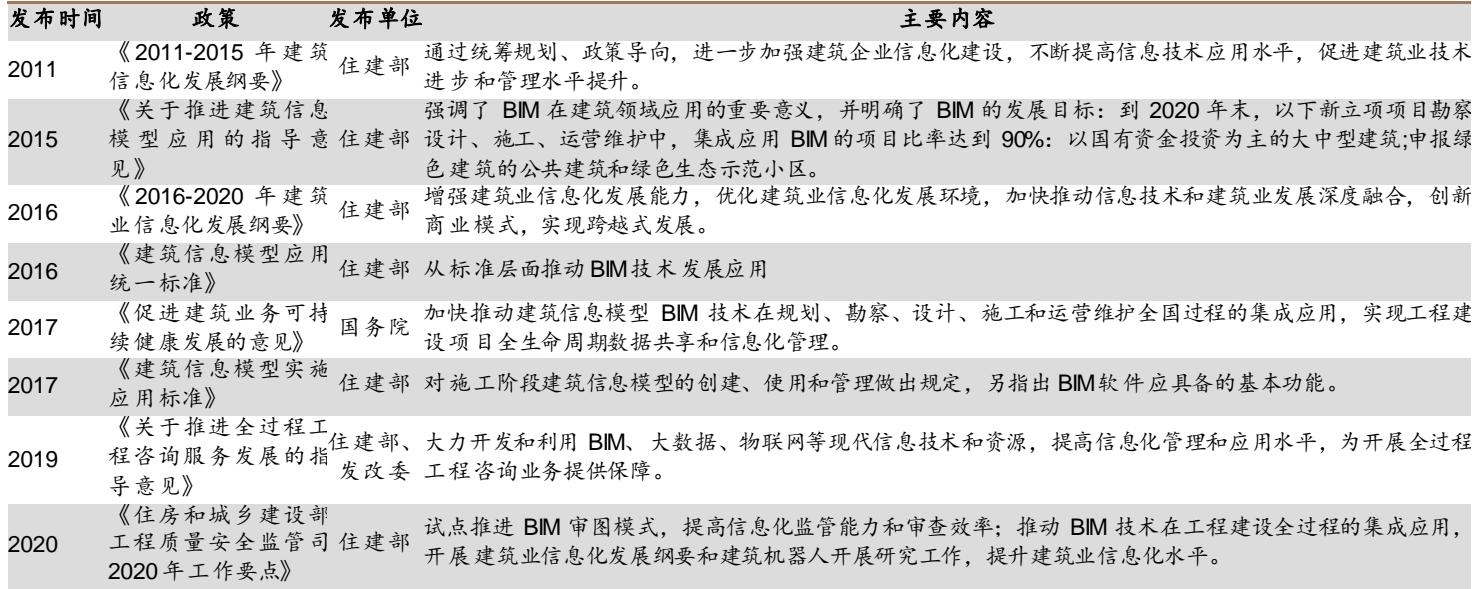 发布时间 政策 发布单位 主要内容
2011 《2011-2015 年建筑信息化发展纲要》 住建部 通过统筹规划、政策导向，进一步加强建筑企业信息化建设，不断提高信息技术应用水平，促进建筑业技术
进步和管理水平提升。
2015 《关于推进建筑信息模型应用的指导意见》 住建部 强调了 BIM 在建筑领域应用的重要意义，并明确了 BIM 的发展目标：到 2020 年末，以下新立项项目勘察
设计、施工、运营维护中，集成应用 BIM 的项目比率达到 90%：以国有资金投资为主的大中型建筑;申报绿
色建筑的公共建筑和绿色生态示范小区。
2016 《2016-2020 年建筑业信息化发展纲要》 住建部 增强建筑业信息化发展能力，优化建筑业信息化发展环境，加快推动信息技术和建筑业发展深度融合，创新
商业模式，实现跨越式发展。
2016 《建筑信息模型应用统一标准》 住建部 从标准层面推动 BIM 技术发展应用
2017 《促进建筑业务可持续健康发展的意见》 国务院 加快推动建筑信息模型 BIM 技术在规划、勘察、设计、施工和运营维护全国过程的集成应用，实现工程建
设项目全生命周期数据共享和信息化管理。
2017 《建筑信息模型实施应用标准》 住建部 对施工阶段建筑信息模型的创建、使用和管理做出规定，另指出 BIM 软件应具备的基本功能。
2019 《关于推进全过程工程咨询服务发展的指导意见》 住建部、发改委 大力开发和利用 BIM、大数据、物联网等现代信息技术和资源，提高信息化管理和应用水平，为开展全过程
工程咨询业务提供保障。
2020 《住房和城乡建设部工程质量安全监管司 2020 年工作要点》 住建部 试点推进 BIM 审图模式，提高信息化监管能力和审查效率；推动 BIM 技术在工程建设全过程的集成应用，
开展建筑业信息化发展纲要和建筑机器人开展研究工作，提升建筑业信息化水平。